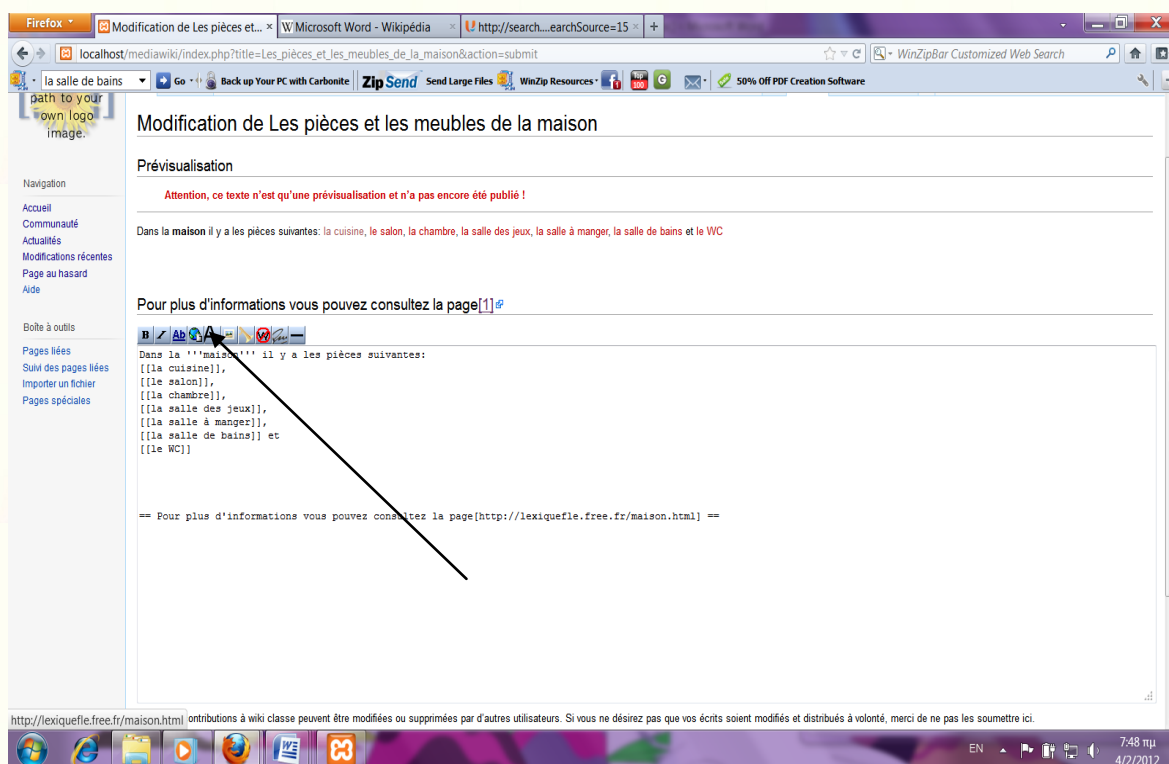 Firefox
Modification de Les pièces et... ×
W Microsoft Word - Wikipédia ×
http://search....earchSource=15 ×
+
X
localhost/mediawiki/index.php?title=Les_pièces_et_les_meubles_de_la_maison&action=submit
WinZipBar Customized Web Search
la salle de bains
Go
Back up Your PC with Carbonite
ZipSend
Send Large Files
WinZip Resources
Top 100
G
50% Off PDF Creation Software
path to your
own logo
image.
Modification de Les pièces et les meubles de la maison
Prévisualisation
Attention, ce texte n'est qu'une prévisualisation et n'a pas encore été publié !
Dans la maison il y a les pièces suivantes: la cuisine, le salon, la chambre, la salle des jeux, la salle à manger, la salle de bains et le WC
Pour plus d'informations vous pouvez consultez la page[1]
Navigation
Accueil
Communauté
Actualités
Modifications récentes
Page au hasard
Aide
Boîte à outils
Pages liées
Suivi des pages liées
Importer un fichier
Pages spéciales
B I Ab A W
Dans la '''maison''' il y a les pièces suivantes:
[[la cuisine]],
[[le salon]],
[[la chambre]],
[[la salle des jeux]],
[[la salle à manger]],
[[la salle de bains]] et
[[le WC]]
== Pour plus d'informations vous pouvez consultez la page[http://lexiquefle.free.fr/maison.html] ==
http://lexiquefle.free.fr/maison.html
ontributions à wiki classe peuvent être modifiées ou supprimées par d'autres utilisateurs. Si vous ne désirez pas que vos écrits soient modifiés et distribués à volonté, merci de ne pas les soumettre ici.
EN
7:48 πμ
4/2/2012